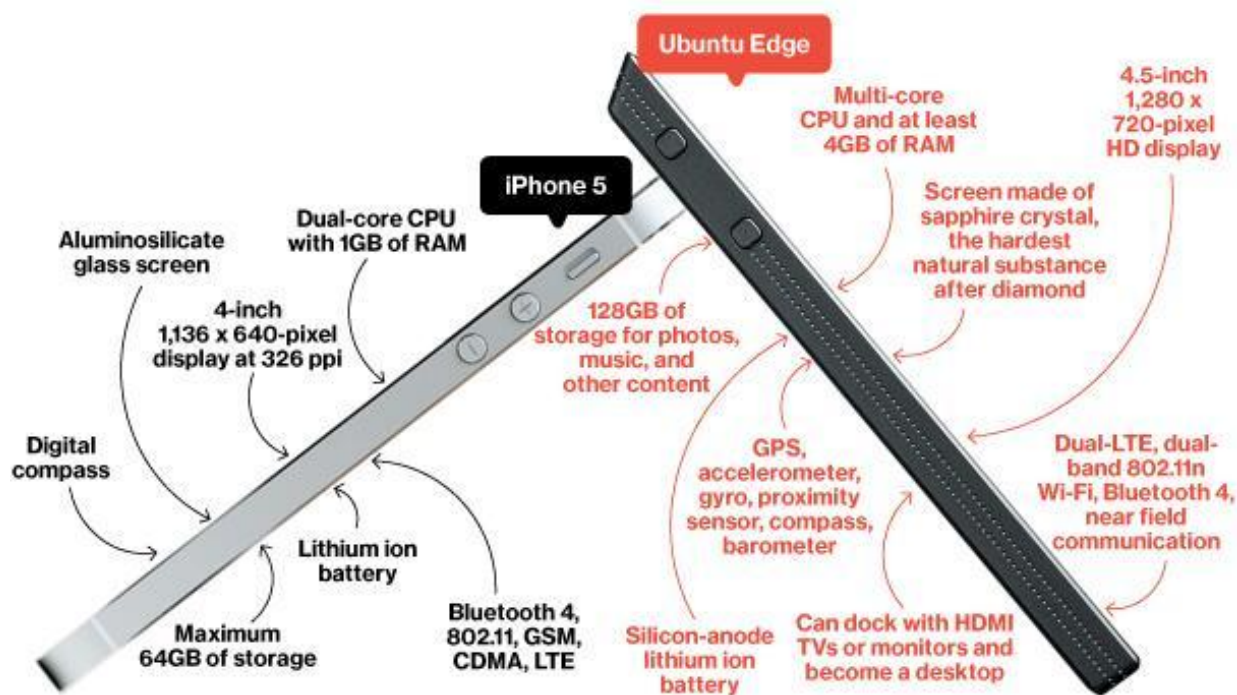 Ubuntu Edge
iPhone 5
Aluminosilicate
glass screen
Dual-core CPU
with 1GB of RAM
4-inch
1,136 x 640-pixel
display at 326 ppi
Digital
compass
Lithium ion
battery
Maximum
64GB of storage
Bluetooth 4,
802.11, GSM,
CDMA, LTE
Multi-core
CPU and at least
4GB of RAM
4.5-inch
1,280 x
720-pixel
HD display
Screen made of
sapphire crystal,
the hardest
natural substance
after diamond
128GB of
storage for photos,
music, and
other content
GPS,
accelerometer,
gyro, proximity
sensor, compass,
barometer
Dual-LTE, dual-
band 802.11n
Wi-Fi, Bluetooth 4,
near field
communication
Silicon-anode
lithium ion
battery
Can dock with HDMI
TVs or monitors and
become a desktop